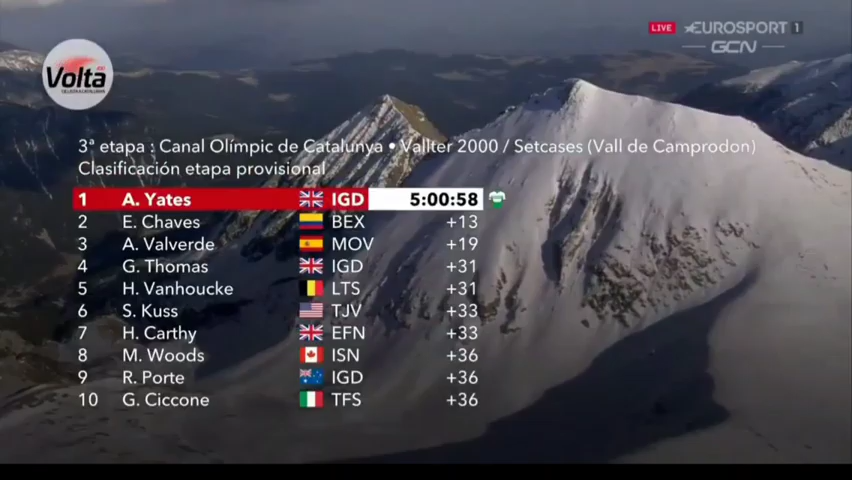 LIVE EUROSPORT 1
GCN
Volta
CICLISTA A CATALUNYA
3ª etapa : Canal Olímpic de Catalunya • Vallter 2000 / Setcases (Vall de Camprodon)
Clasificación etapa provisional
1 A. Yates IGD 5:00:58
2 E. Chaves BEX +13
3 A. Valverde MOV +19
4 G. Thomas IGD +31
5 H. Vanhoucke LTS +31
6 S. Kuss TJV +33
7 H. Carthy EFN +33
8 M. Woods ISN +36
9 R. Porte IGD +36
10 G. Ciccone TFS +36